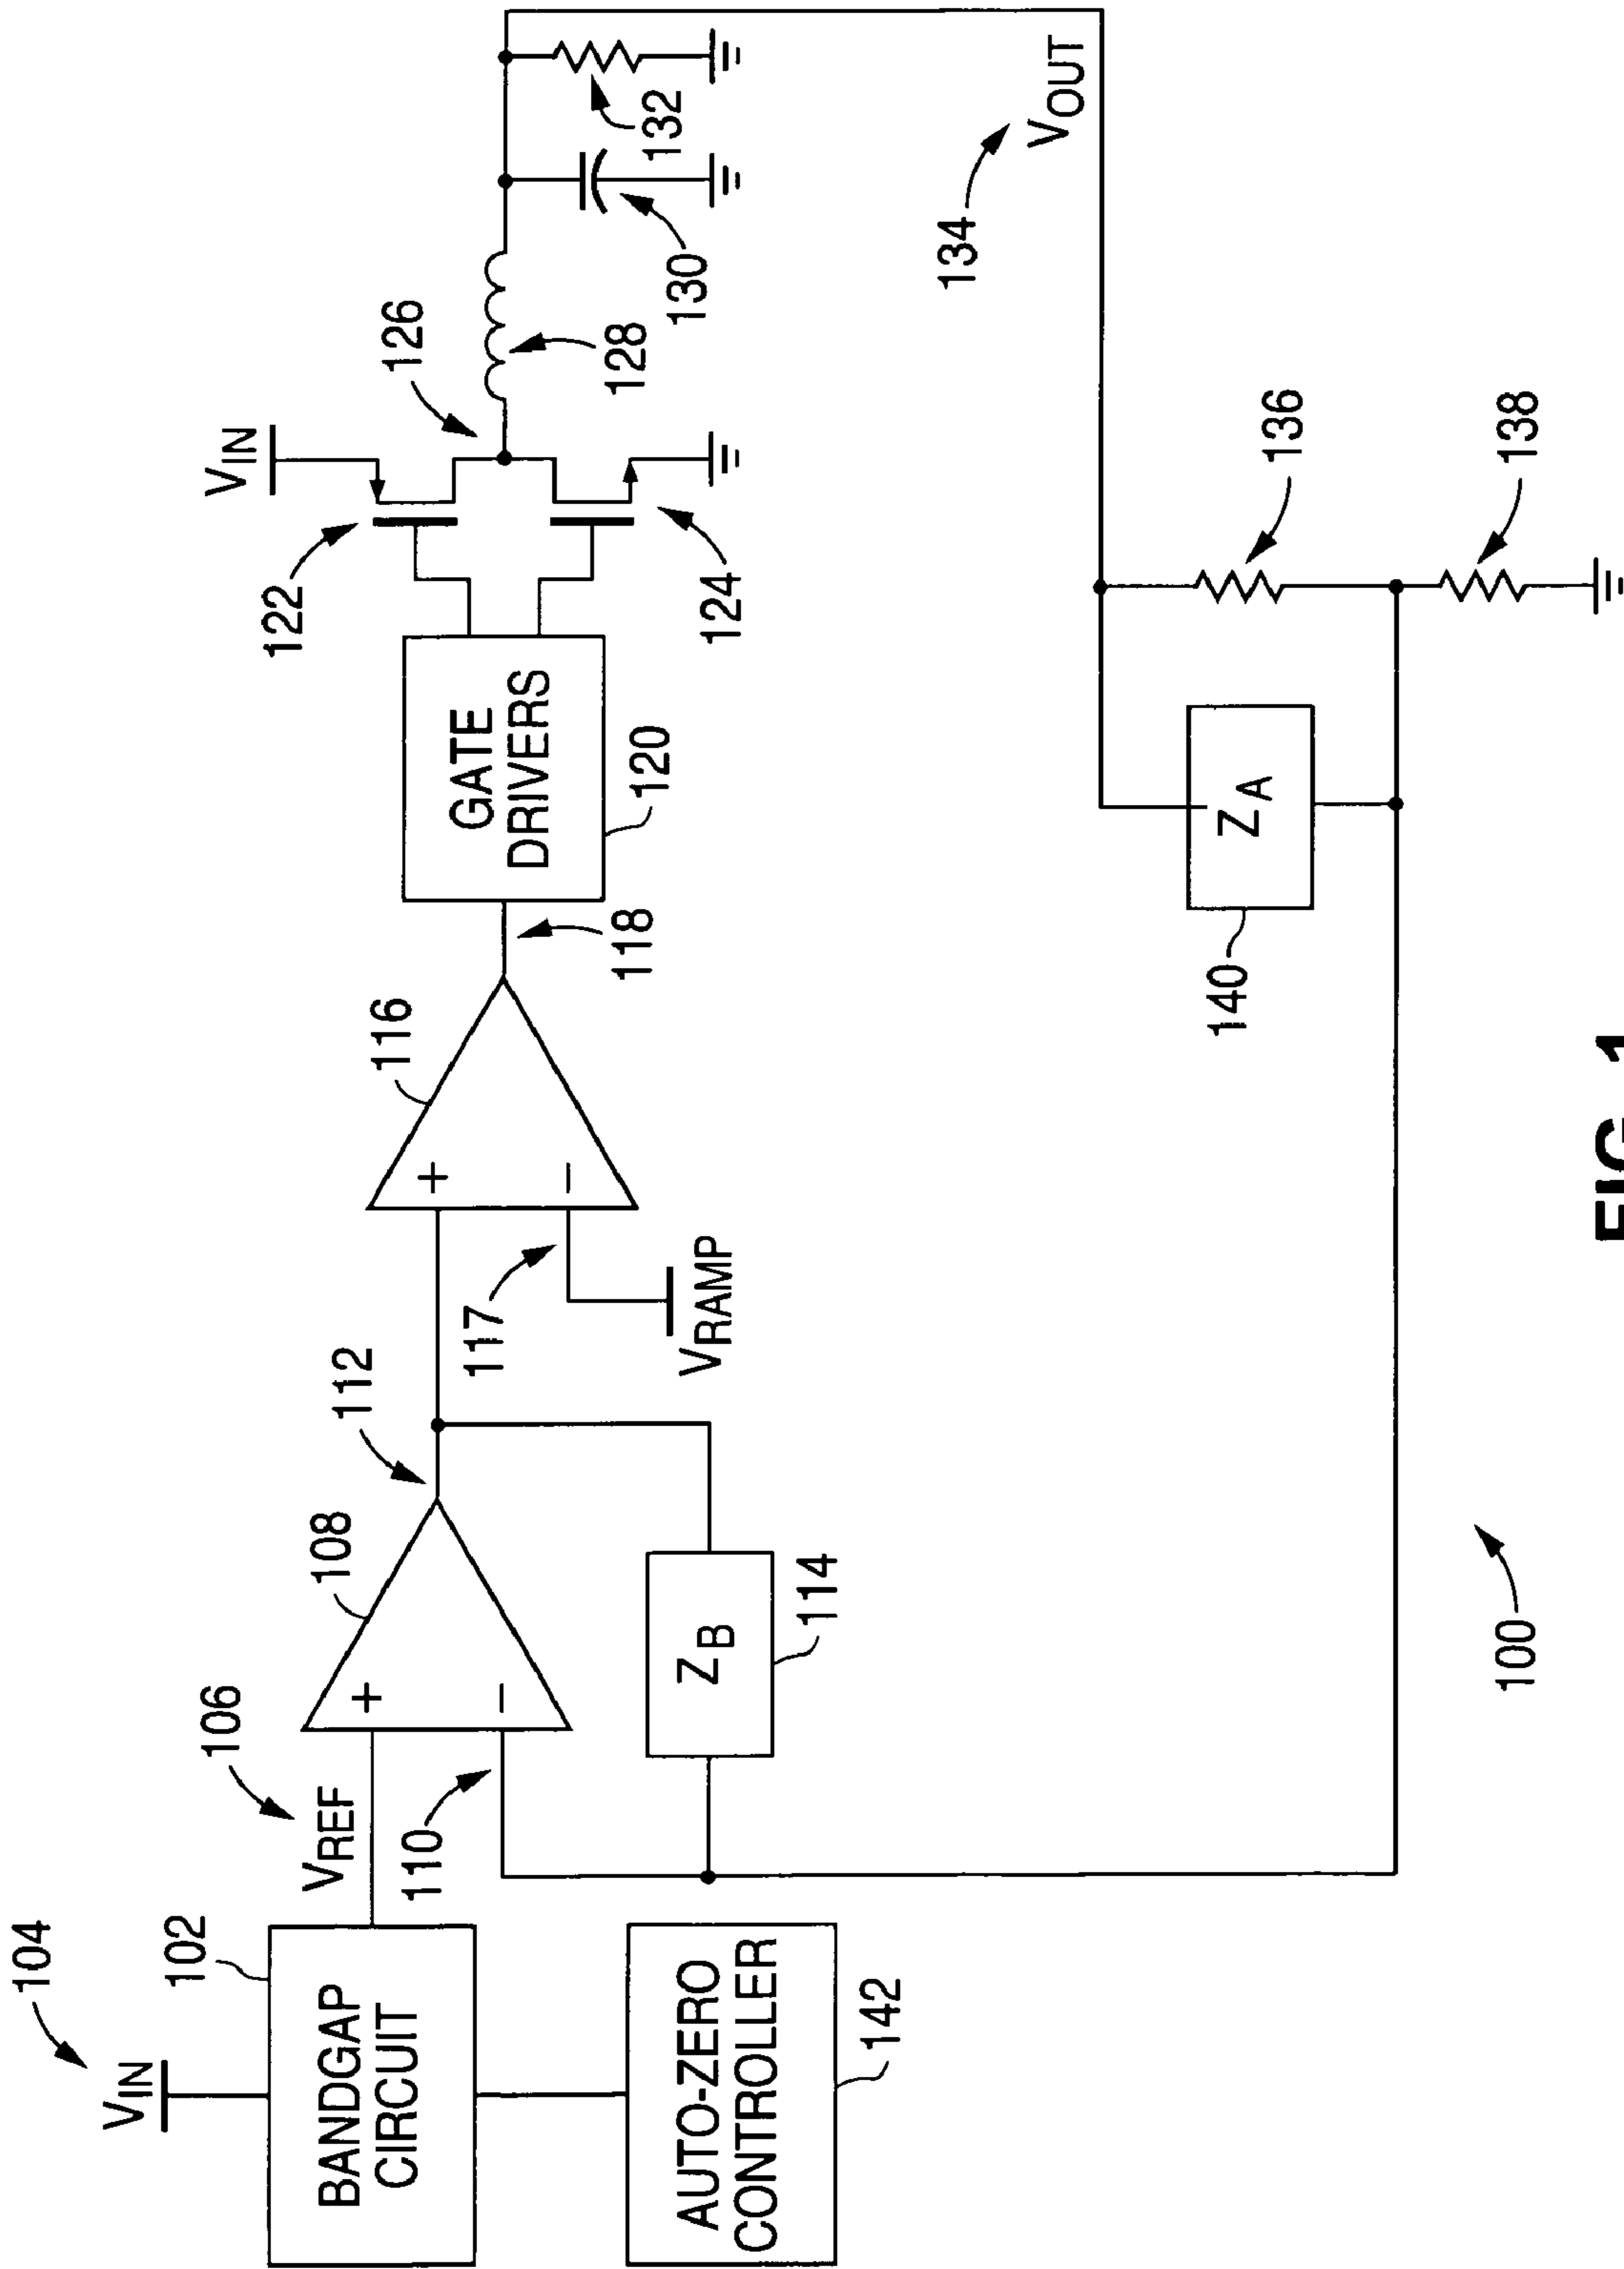 104
V_IN
102
BANDGAP
CIRCUIT
AUTO-ZERO
CONTROLLER
142
106
V_REF
110
108
+
−
Z_B
114
112
117
V_RAMP
116
+
−
118
GATE
DRIVERS
120
122
V_IN
124
126
128
130
132
134
V_OUT
136
138
Z_A
140
100
FIG. 1